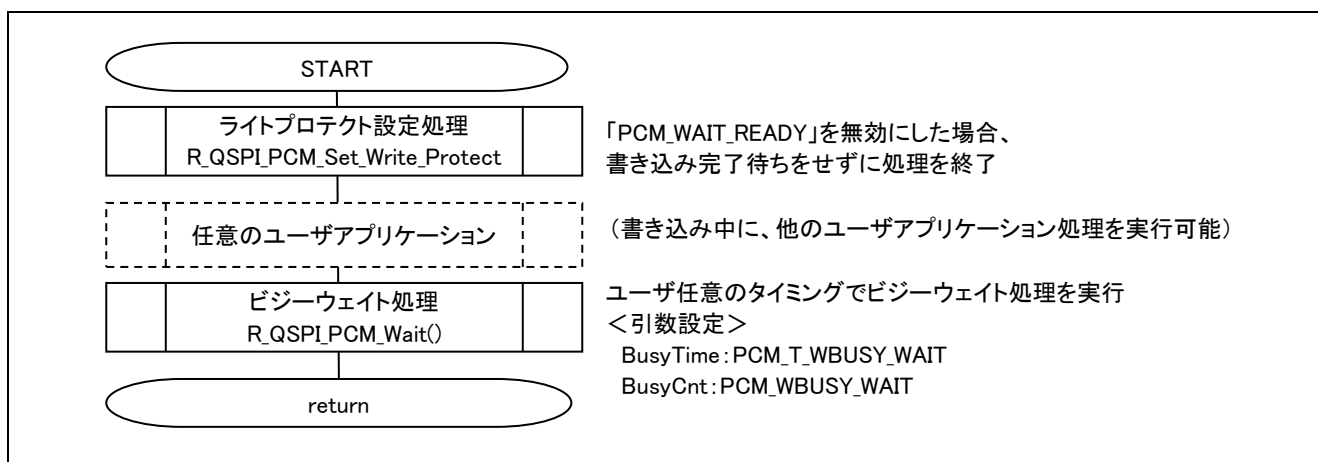 START
ライトプロテクト設定処理
R_QSPI_PCM_Set_Write_Protect
「PCM_WAIT_READY」を無効にした場合、
書き込み完了待ちをせずに処理を終了
任意のユーザアプリケーション
（書き込み中に、他のユーザアプリケーション処理を実行可能）
ビジーウェイト処理
R_QSPI_PCM_Wait()
ユーザ任意のタイミングでビジーウェイト処理を実行
＜引数設定＞
BusyTime：PCM_T_WBUSY_WAIT
BusyCnt：PCM_WBUSY_WAIT
return